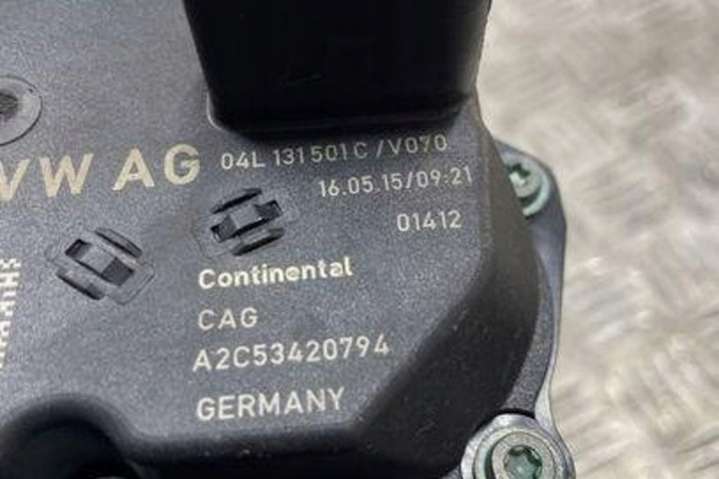 VW AG 04L 131 501 C /V070
16.05.15/09:21
01412
Continental
CAG
A2C53420794
GERMANY